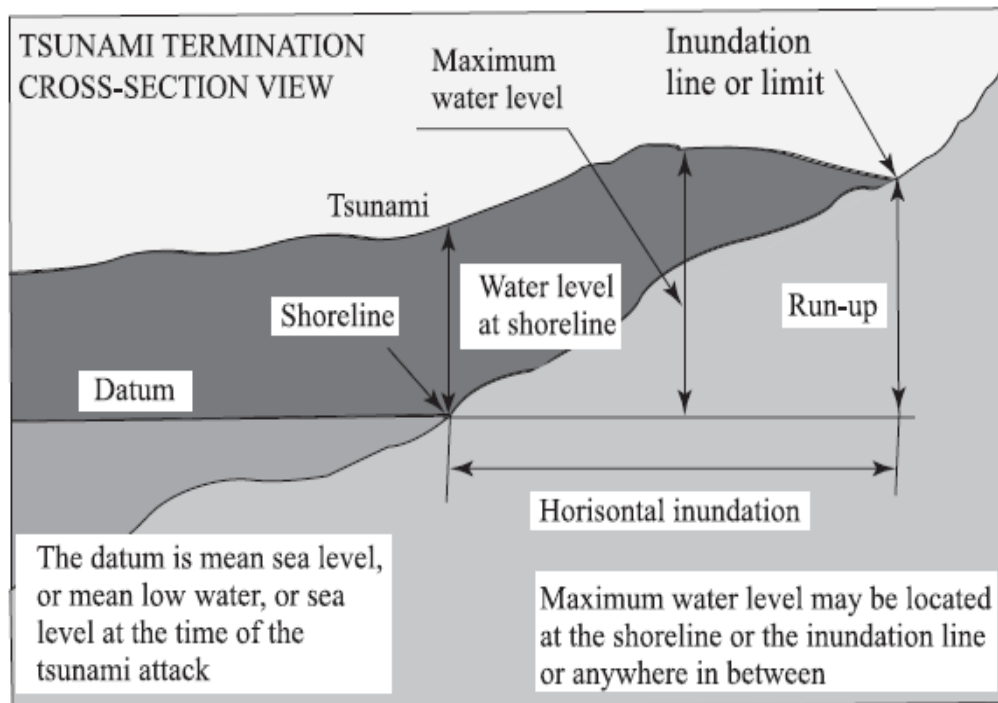 TSUNAMI TERMINATION
CROSS-SECTION VIEW
Maximum
water level
Inundation
line or limit
Tsunami
Shoreline
Water level
at shoreline
Run-up
Datum
Horisontal inundation
The datum is mean sea level,
or mean low water, or sea
level at the time of the
tsunami attack
Maximum water level may be located
at the shoreline or the inundation line
or anywhere in between